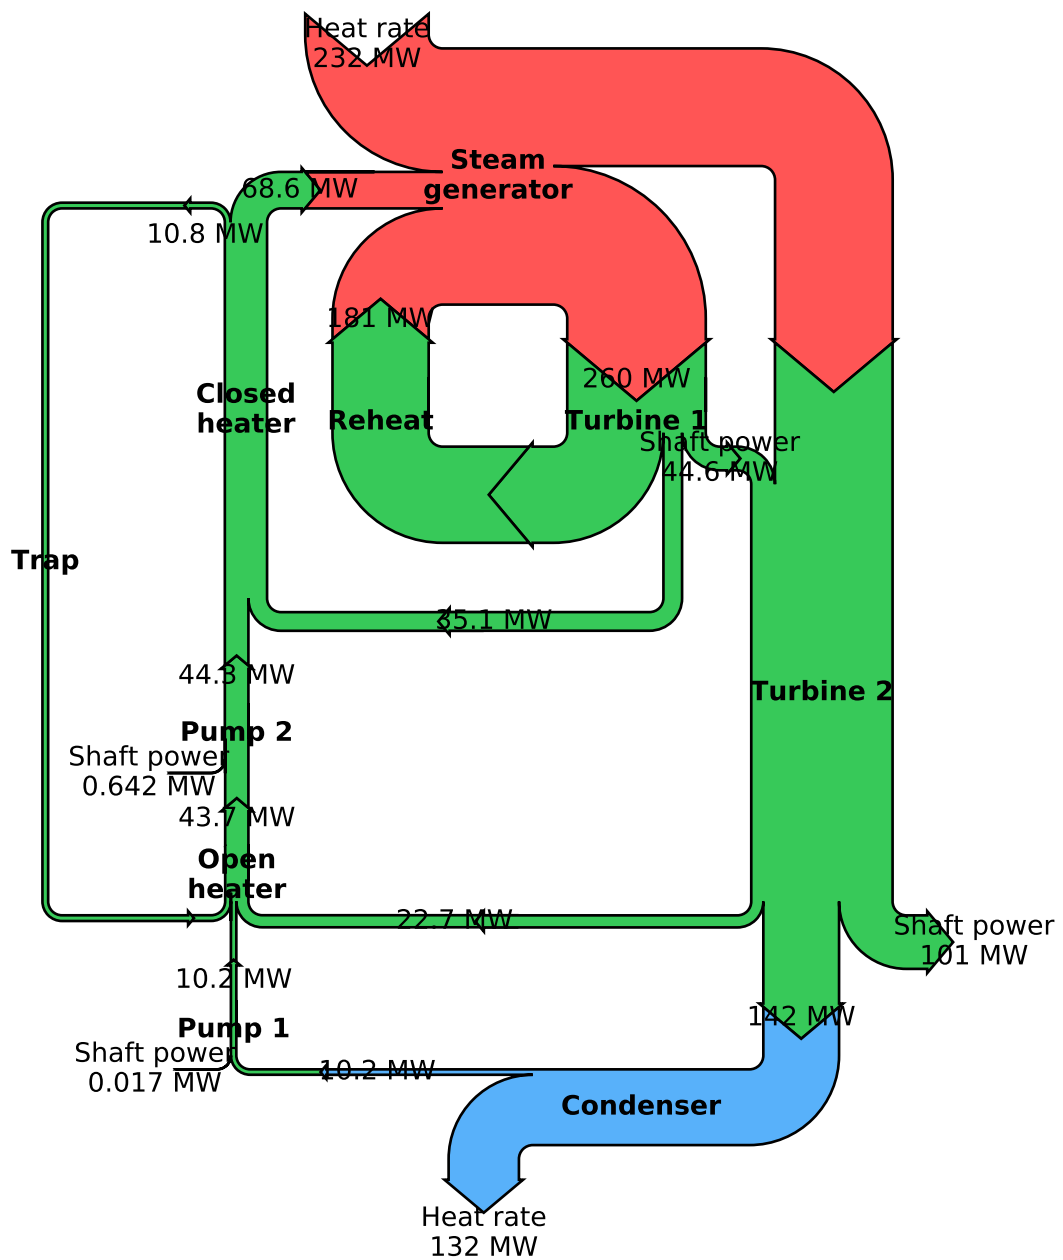 Heat rate
232 MW
Steam
generator
68.6 MW
10.8 MW
181 MW
260 MW
Closed
heater
Reheat
Turbine 1
Shaft power
44.6 MW
Trap
35.1 MW
44.3 MW
Turbine 2
Pump 2
Shaft power
0.642 MW
43.7 MW
Open
heater
22.7 MW
Shaft power
101 MW
10.2 MW
142 MW
Pump 1
Shaft power
0.017 MW
10.2 MW
Condenser
Heat rate
132 MW